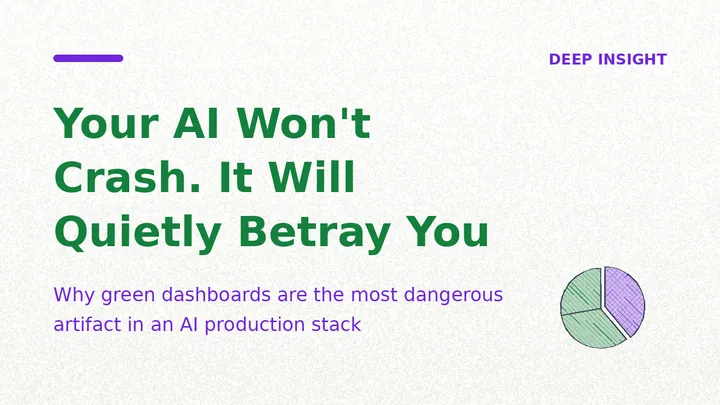 DEEP INSIGHT
Your AI Won't
Crash. It Will
Quietly Betray You
Why green dashboards are the most dangerous
artifact in an AI production stack